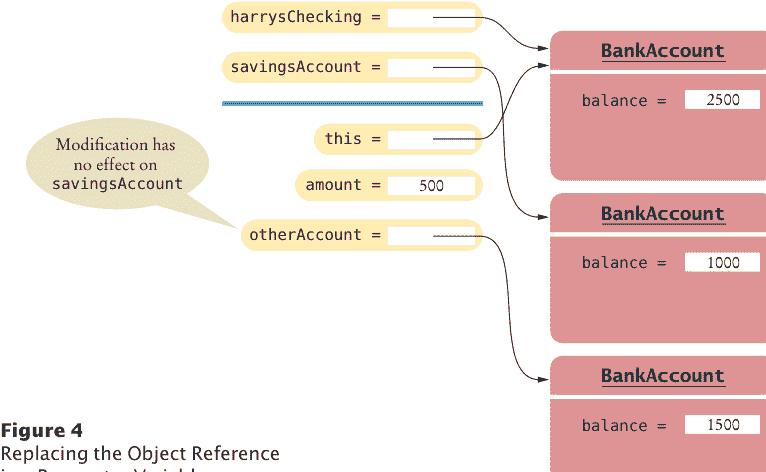 harrysChecking =
BankAccount
savingsAccount =
balance = 2500
Modification has
no effect on
savingsAccount
this =
amount = 500
BankAccount
otherAccount =
balance = 1000
BankAccount
balance = 1500
Figure 4
Replacing the Object Reference